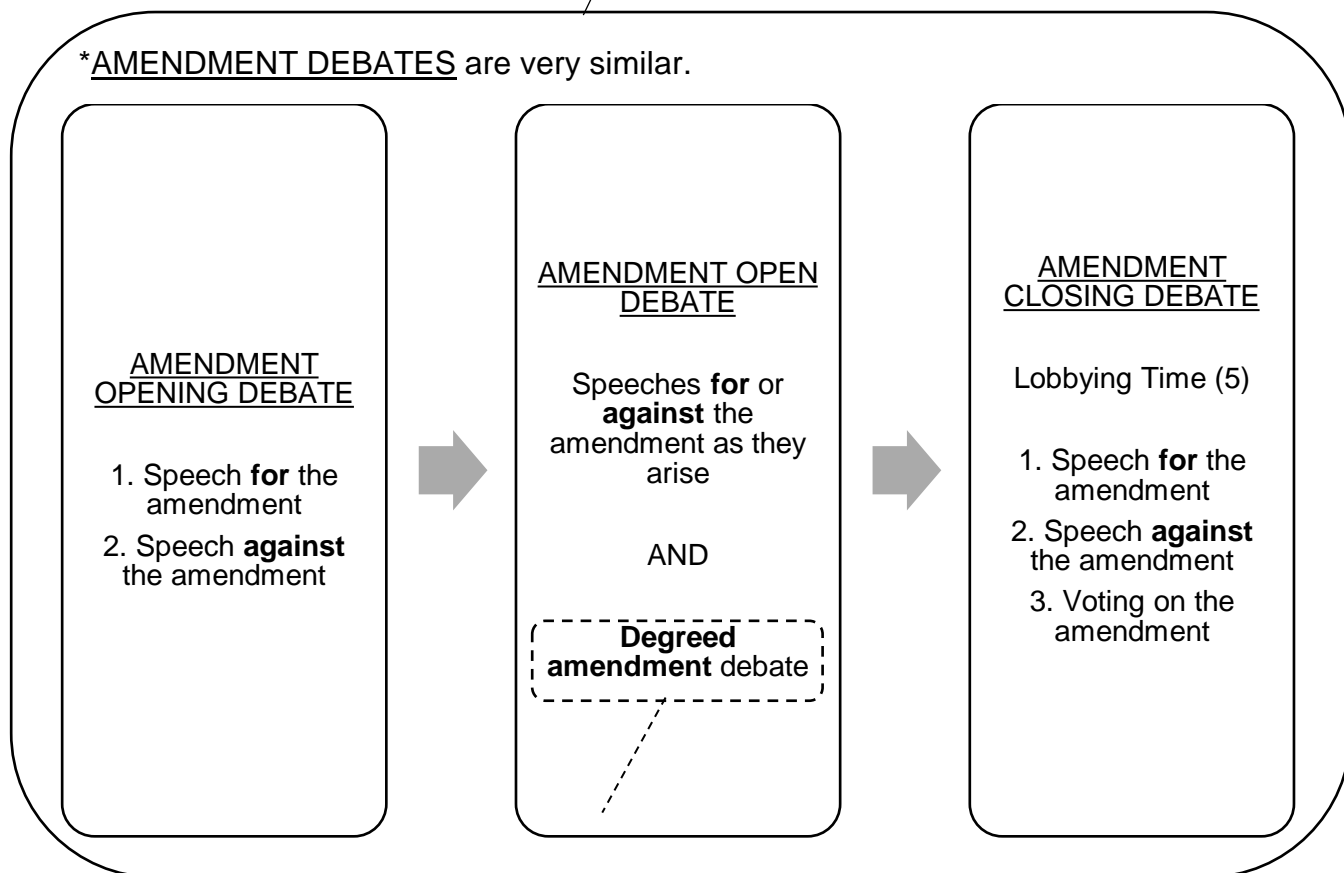 *AMENDMENT DEBATES are very similar.
AMENDMENT
OPENING DEBATE
1. Speech for the
amendment
2. Speech against
the amendment
AMENDMENT OPEN
DEBATE
Speeches for or
against the
amendment as they
arise
AND
Degreed
amendment debate
AMENDMENT
CLOSING DEBATE
Lobbying Time (5)
1. Speech for the
amendment
2. Speech against
the amendment
3. Voting on the
amendment